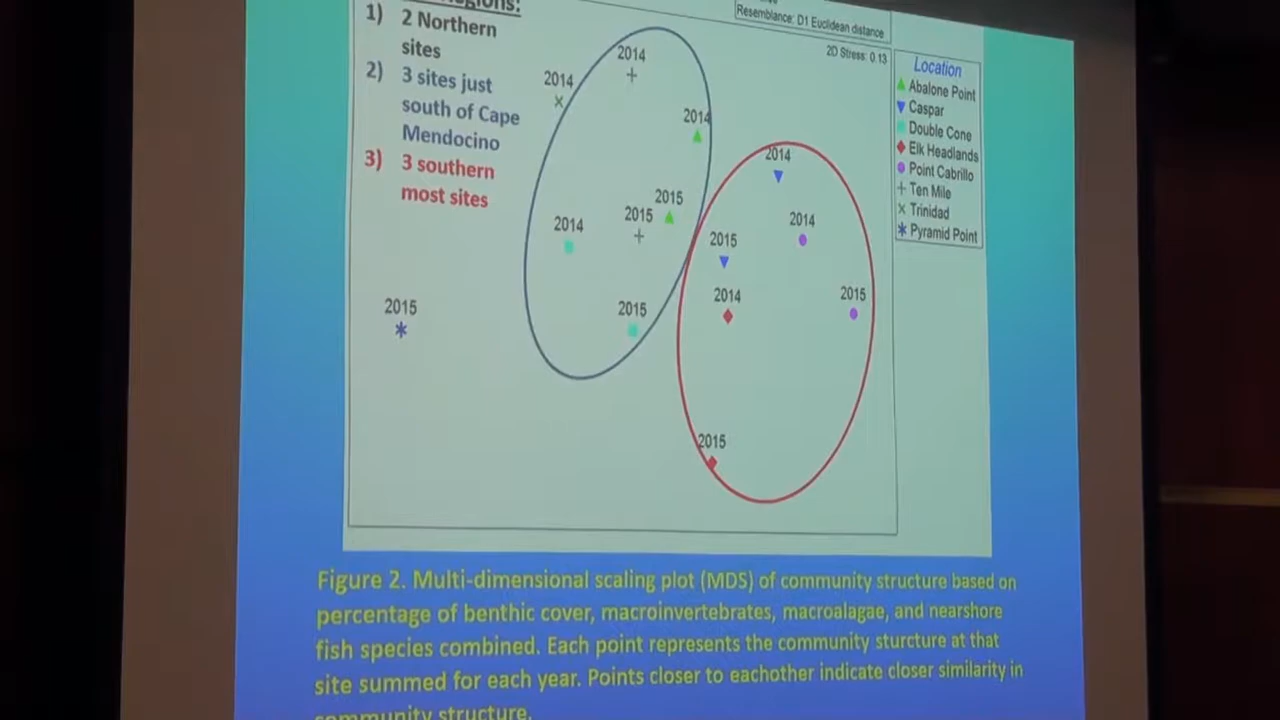 1) 2 Northern
sites
2) 3 sites just
south of Cape
Mendocino
3) 3 southern
most sites
Resemblance: D1 Euclidean distance
2D Stress: 0.13
Location
Abalone Point
Caspar
Double Cone
Elk Headlands
Point Cabrillo
Ten Mile
Trinidad
Pyramid Point
2014
2014
2014
2014
2015
2014
2015
2014
2015
2015
2014
2015
2015
2015
2015
Figure 2. Multi-dimensional scaling plot (MDS) of community structure based on
percentage of benthic cover, macroinvertebrates, macroalagae, and nearshore
fish species combined. Each point represents the community sturcture at that
site summed for each year. Points closer to eachother indicate closer similarity in
community structure.